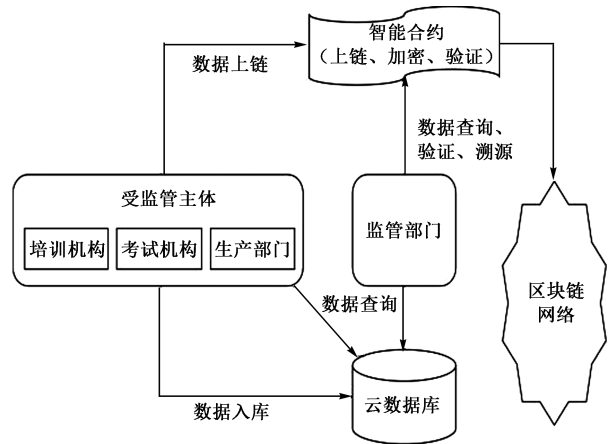 智能合约
（上链、加密、验证）
数据上链
数据查询、
验证、溯源
受监管主体
培训机构 考试机构 生产部门
监管部门
区块链
网络
数据查询
云数据库
数据入库